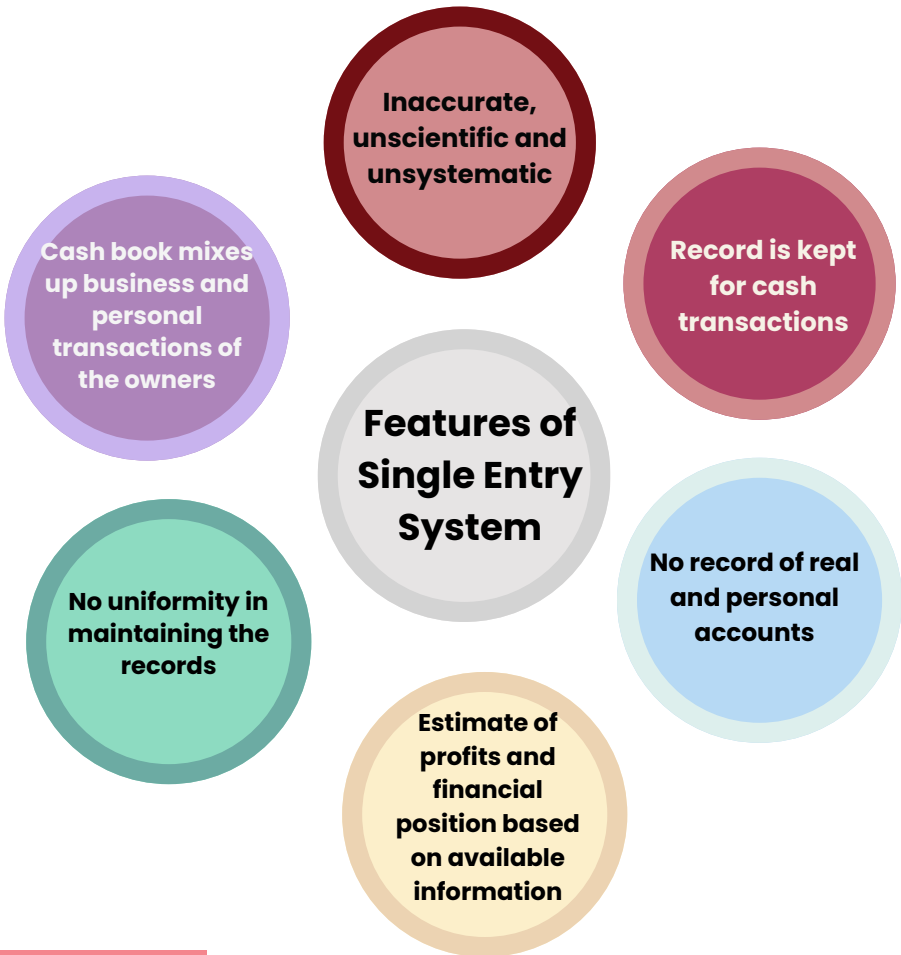 Inaccurate,
unscientific and
unsystematic
Cash book mixes
up business and
personal
transactions of
the owners
Record is kept
for cash
transactions
Features of
Single Entry
System
No uniformity in
maintaining the
records
No record of real
and personal
accounts
Estimate of
profits and
financial
position based
on available
information